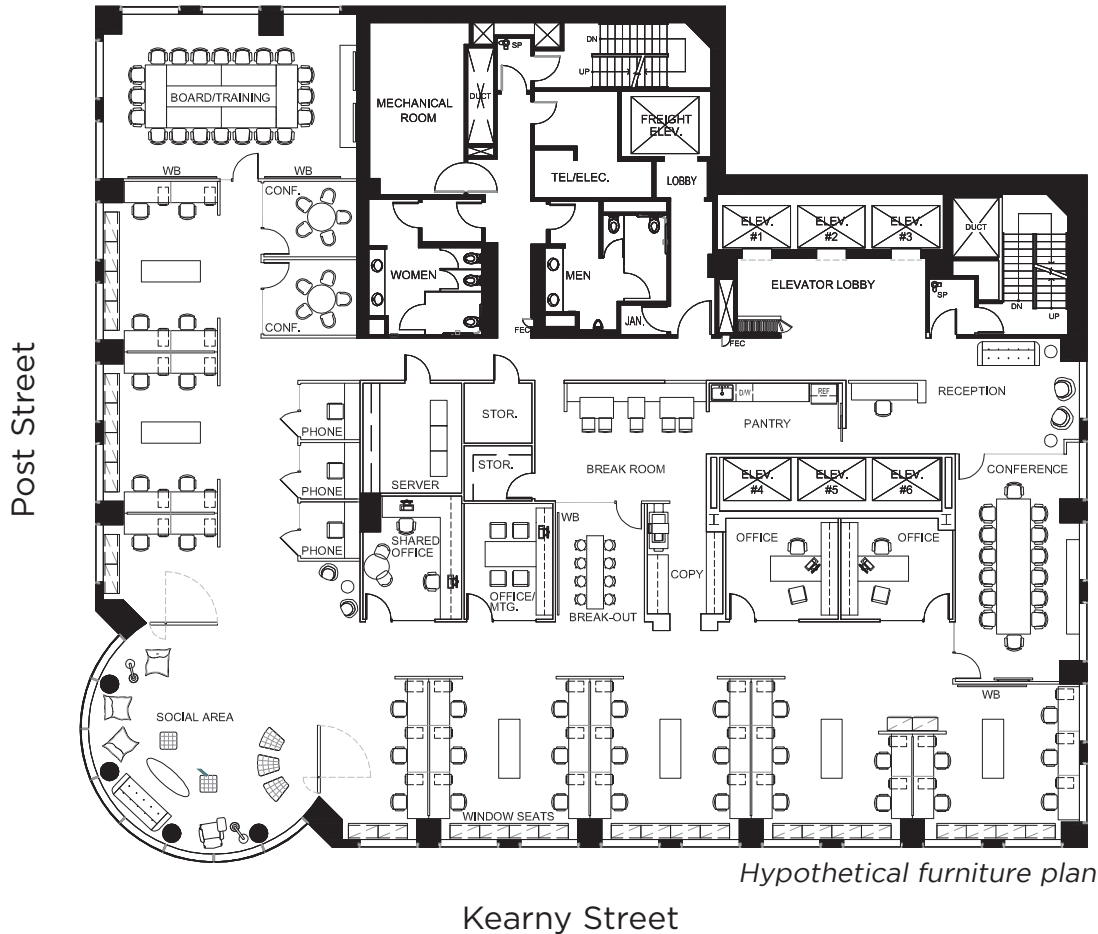 SP
DN
UP
BOARD/TRAINING
MECHANICAL
ROOM
DUCT
FREIGHT
ELEV.
WB
WB
CONF.
TEL/ELEC.
LOBBY
ELEV.
#1
ELEV.
#2
ELEV.
#3
DUCT
WOMEN
MEN
ELEVATOR LOBBY
SP
DN
UP
CONF.
FEC
JAN.
FEC
Post Street
PHONE
STOR.
D/W
REF
RECEPTION
PANTRY
PHONE
SERVER
STOR.
BREAK ROOM
ELEV.
#4
ELEV.
#5
ELEV.
#6
CONFERENCE
PHONE
SHARED
OFFICE
WB
OFFICE
OFFICE
COPY
OFFICE/
MTG.
BREAK-OUT
WB
SOCIAL AREA
WINDOW SEATS
Hypothetical furniture plan
Kearny Street